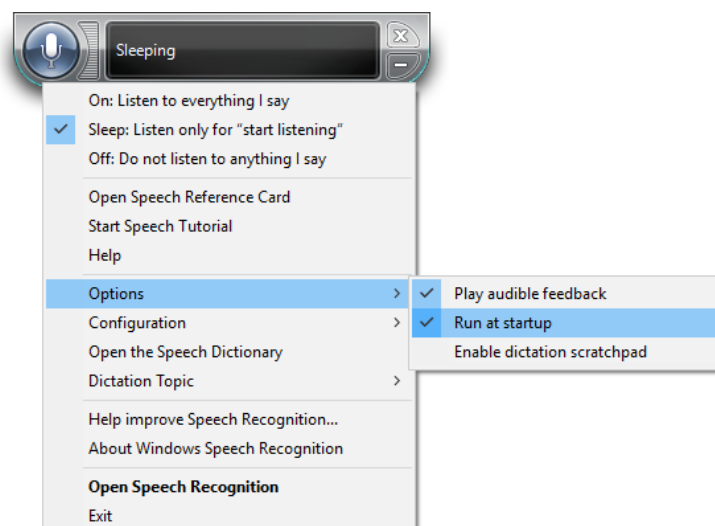 Sleeping
On: Listen to everything I say
Sleep: Listen only for “start listening”
Off: Do not listen to anything I say
Open Speech Reference Card
Start Speech Tutorial
Help
Options
Play audible feedback
Configuration
Run at startup
Open the Speech Dictionary
Enable dictation scratchpad
Dictation Topic
Help improve Speech Recognition...
About Windows Speech Recognition
Open Speech Recognition
Exit